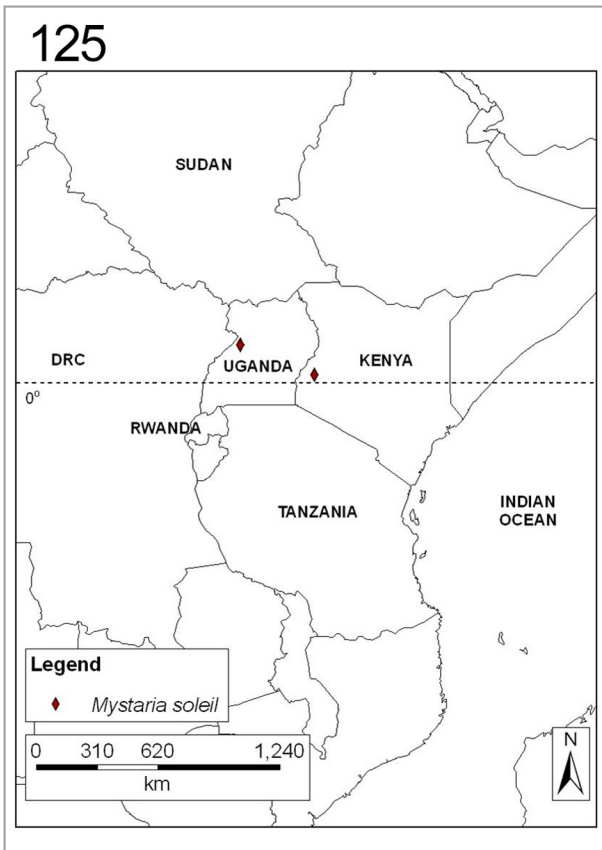 125
SUDAN
DRC
UGANDA
KENYA
0°
RWANDA
TANZANIA
INDIAN
OCEAN
Legend
Mystaria soleil
0 310 620 1,240
km
N